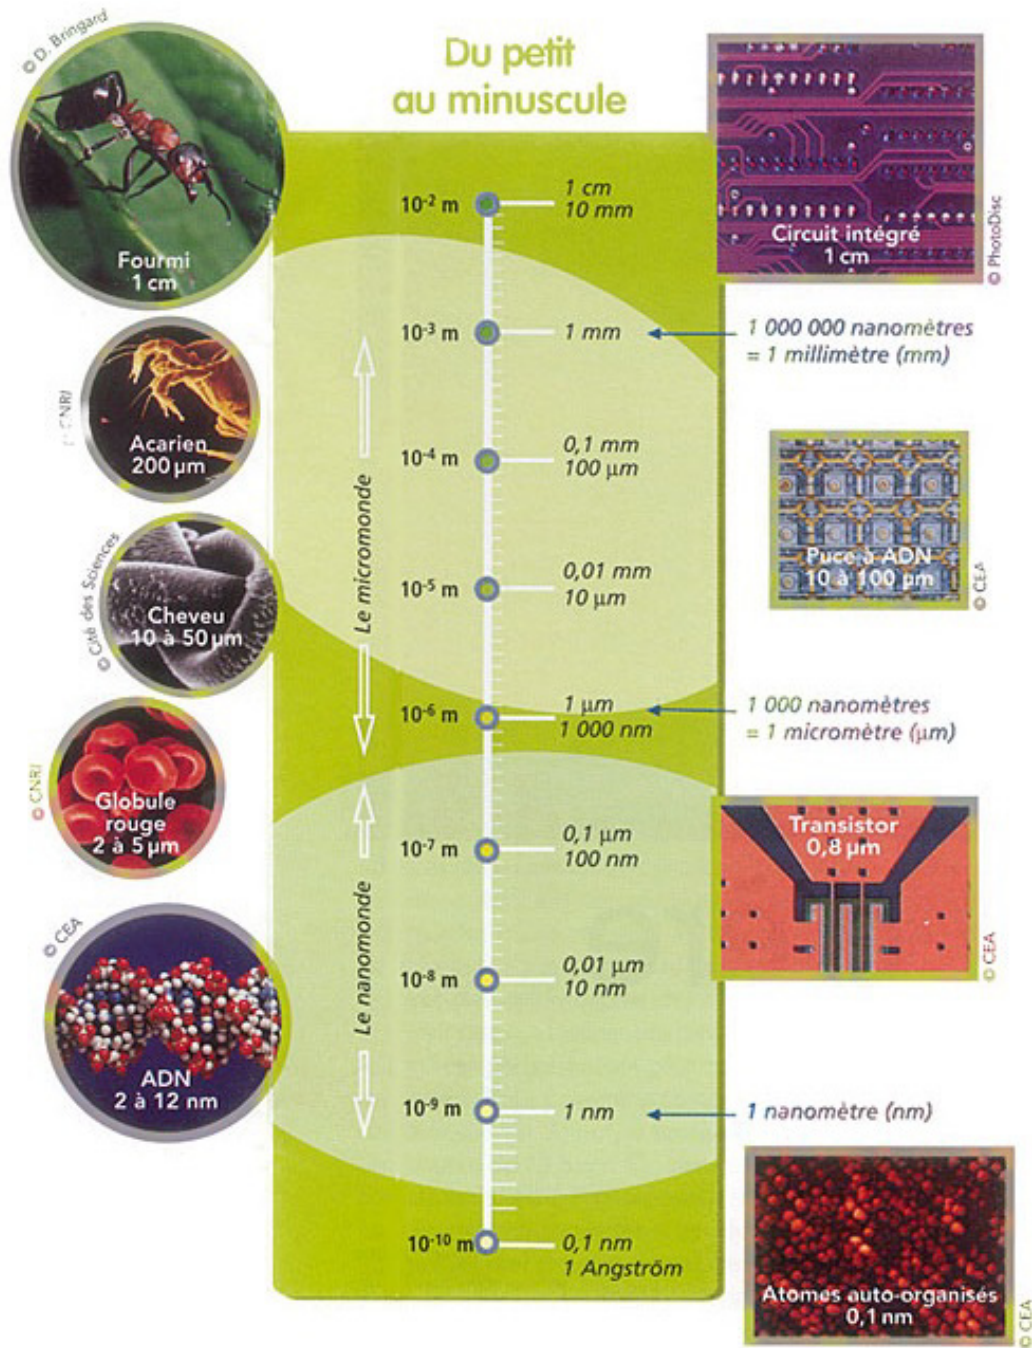 Du petit
au minuscule
© D. Bringard
Fourmi
1 cm
© CNRI
Acarien
200 µm
© Cité des Sciences
Cheveu
10 à 50 µm
© CNRI
Globule
rouge
2 à 5 µm
© CEA
ADN
2 à 12 nm
Le micromonde
Le nanomonde
10⁻² m
1 cm
10 mm
10⁻³ m
1 mm
10⁻⁴ m
0,1 mm
100 µm
10⁻⁵ m
0,01 mm
10 µm
10⁻⁶ m
1 µm
1 000 nm
10⁻⁷ m
0,1 µm
100 nm
10⁻⁸ m
0,01 µm
10 nm
10⁻⁹ m
1 nm
10⁻¹⁰ m
0,1 nm
1 Angström
Circuit intégré
1 cm
© PhotoDisc
1 000 000 nanomètres
= 1 millimètre (mm)
Puce à ADN
10 à 100 µm
© CEA
1 000 nanomètres
= 1 micromètre (µm)
Transistor
0,8 µm
© CEA
1 nanomètre (nm)
Atomes auto-organisés
0,1 nm
© CEA